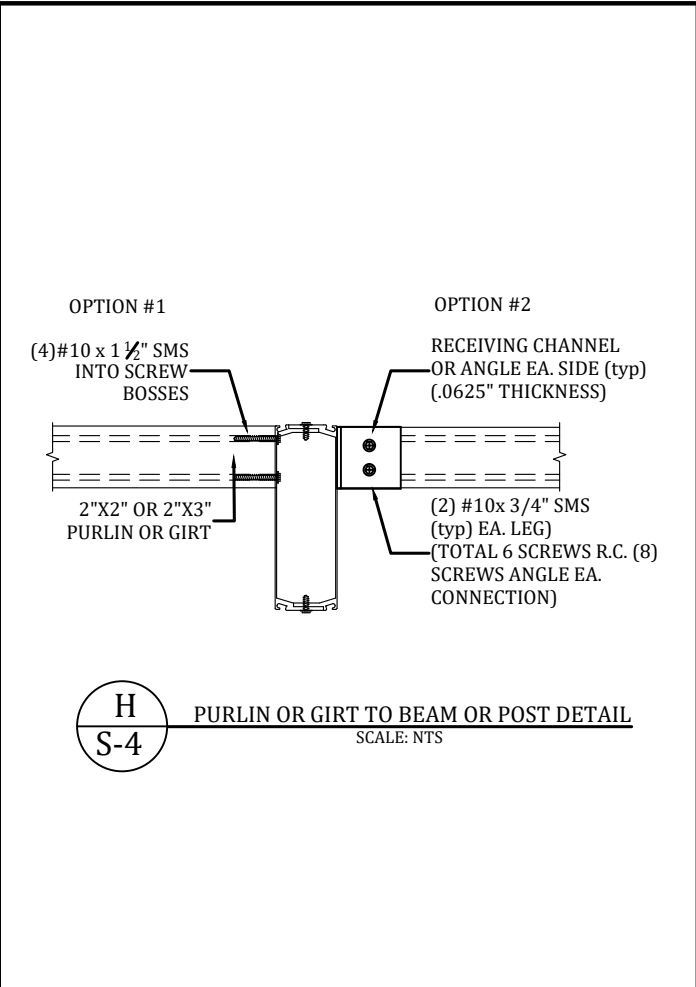 OPTION #1
(4)#10 x 1 ½" SMS
INTO SCREW
BOSSES
2"X2" OR 2"X3"
PURLIN OR GIRT
OPTION #2
RECEIVING CHANNEL
OR ANGLE EA. SIDE (typ)
(.0625" THICKNESS)
(2) #10x 3/4" SMS
(typ) EA. LEG)
(TOTAL 6 SCREWS R.C. (8)
SCREWS ANGLE EA.
CONNECTION)
H
S-4
PURLIN OR GIRT TO BEAM OR POST DETAIL
SCALE: NTS